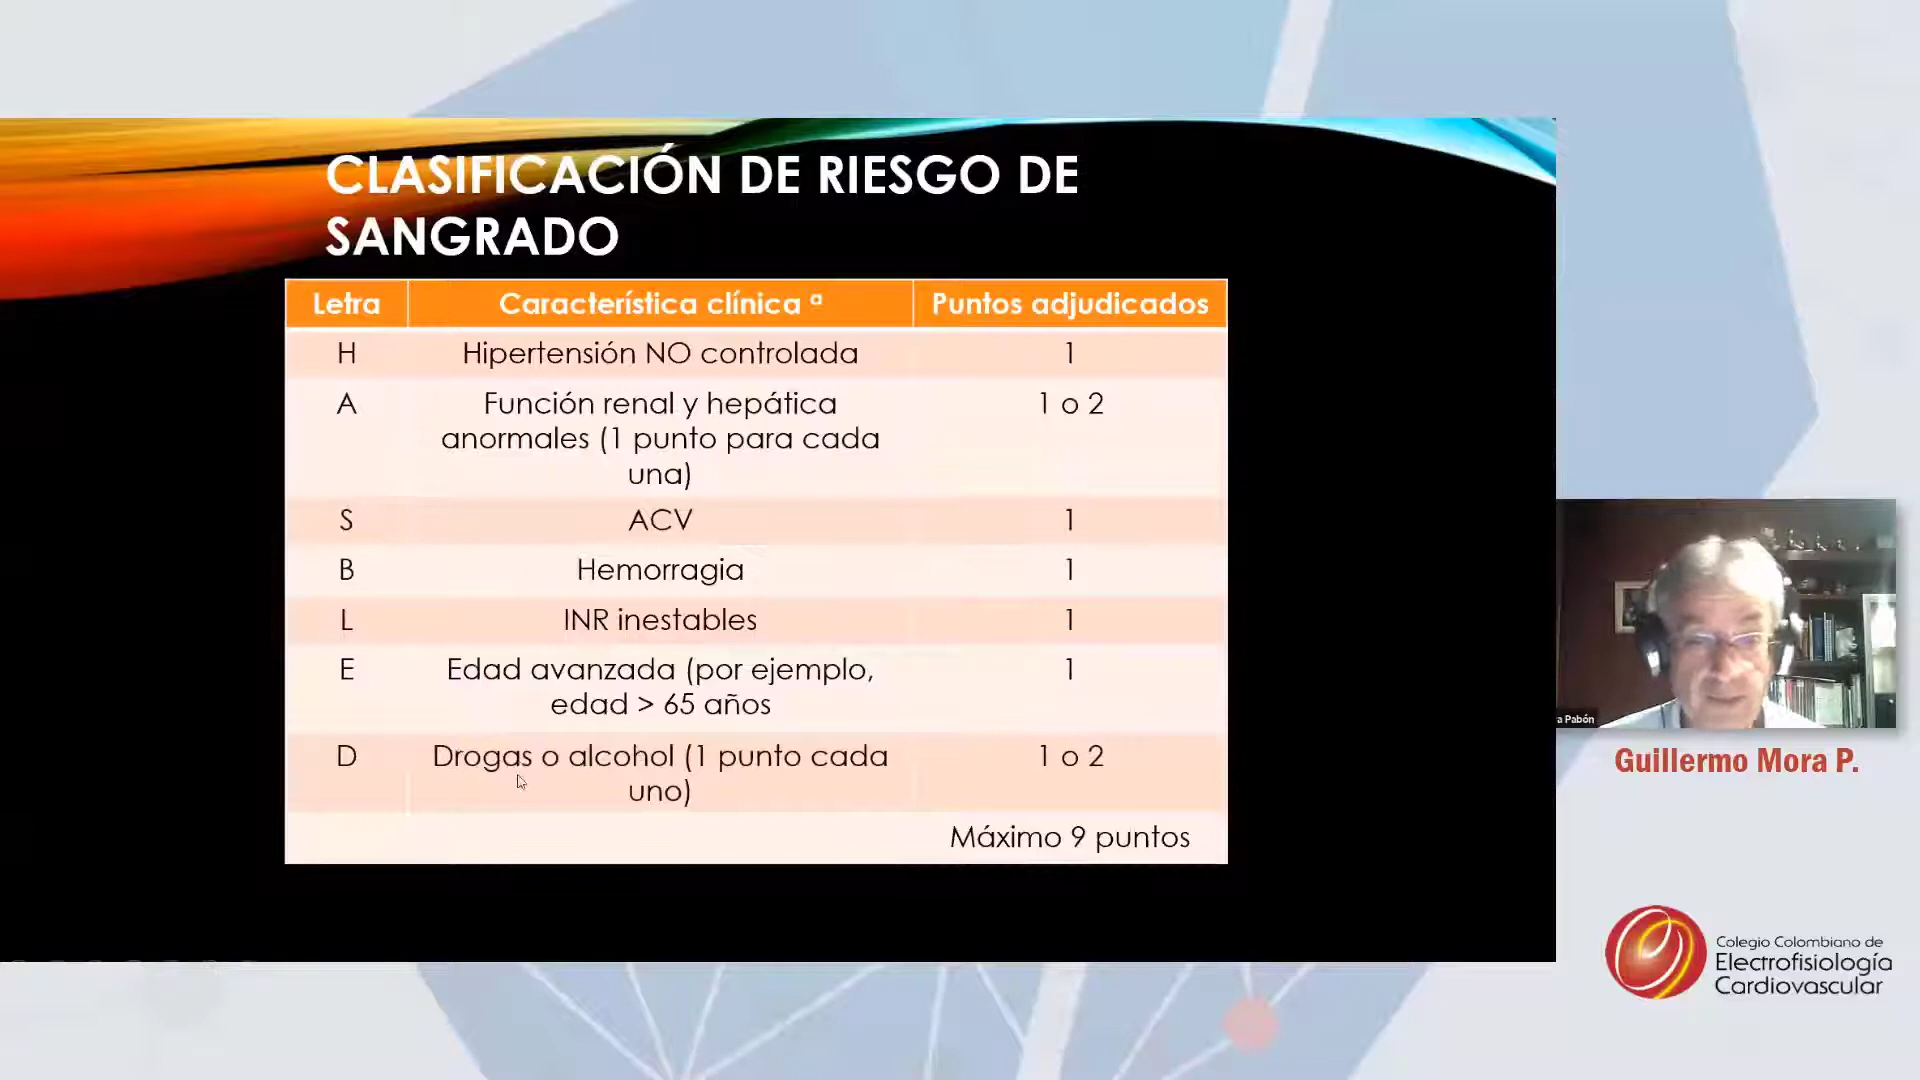 CLASIFICACIÓN DE RIESGO DE
SANGRADO
Letra Característica clínica ª Puntos adjudicados
H Hipertensión NO controlada 1
A Función renal y hepática 1 o 2
anormales (1 punto para cada
una)
S ACV 1
B Hemorragia 1
L INR inestables 1
E Edad avanzada (por ejemplo, 1
edad > 65 años
D Drogas o alcohol (1 punto cada 1 o 2
uno)
Máximo 9 puntos
a Pabón
Guillermo Mora P.
Colegio Colombiano de
Electrofisiología
Cardiovascular